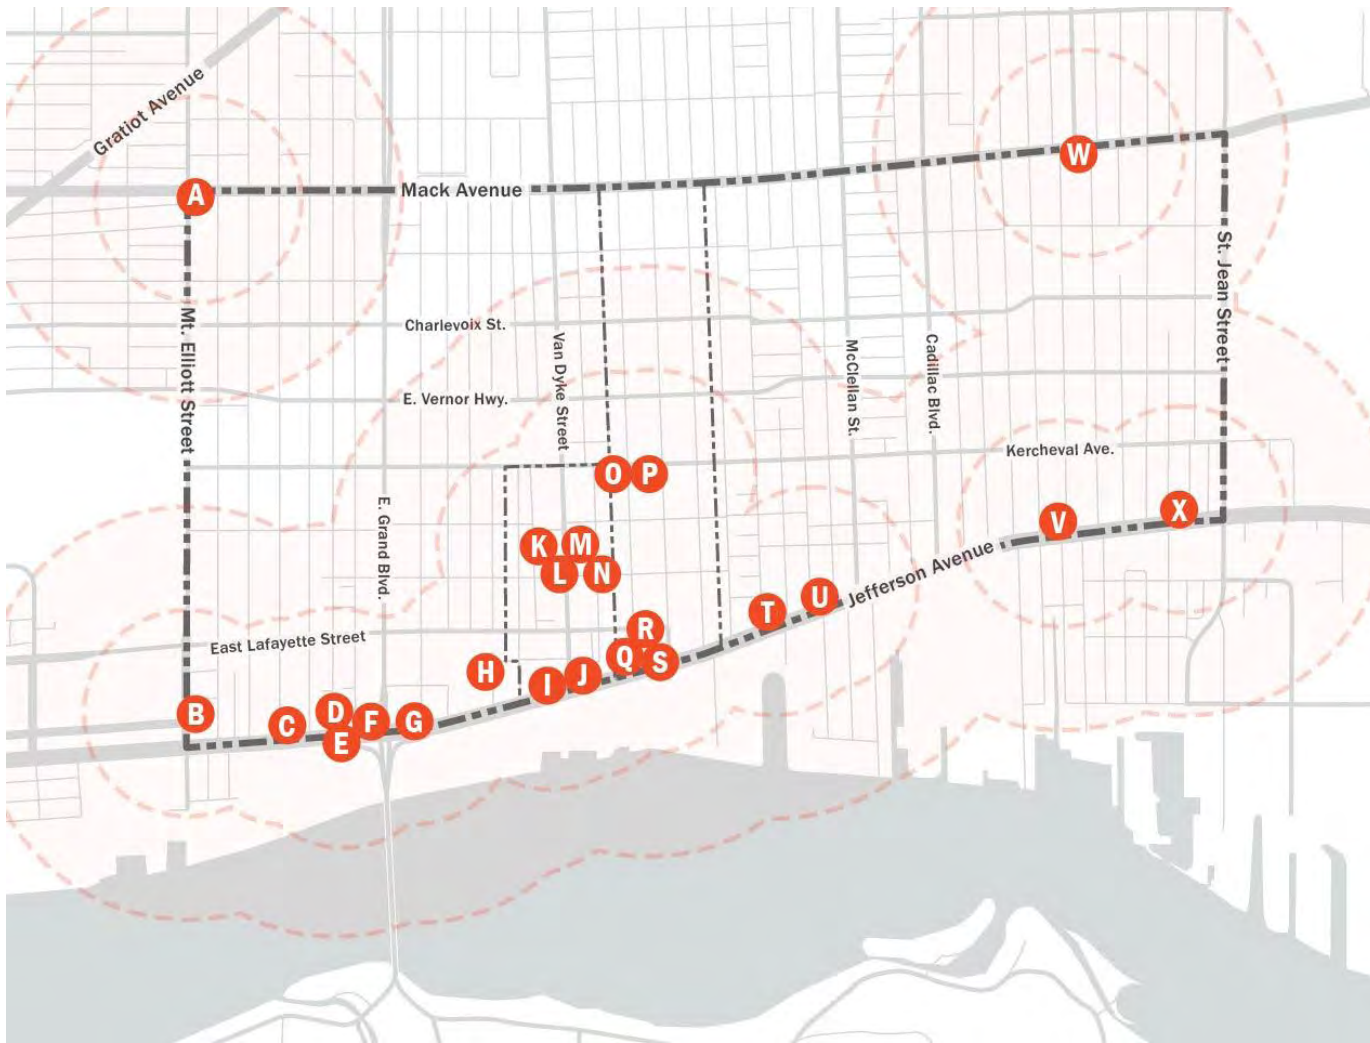 Gratiot Avenue
W
A
Mack Avenue
St. Jean Street
Mt. Elliott Street
Charlevoix St.
Van Dyke Street
McClellan St.
Cadillac Blvd.
E. Vernor Hwy.
Kercheval Ave.
O P
E. Grand Blvd.
X
V
K M
L N
Jefferson Avenue
U
T
R
East Lafayette Street
Q S
H
I J
B
C D F G
E